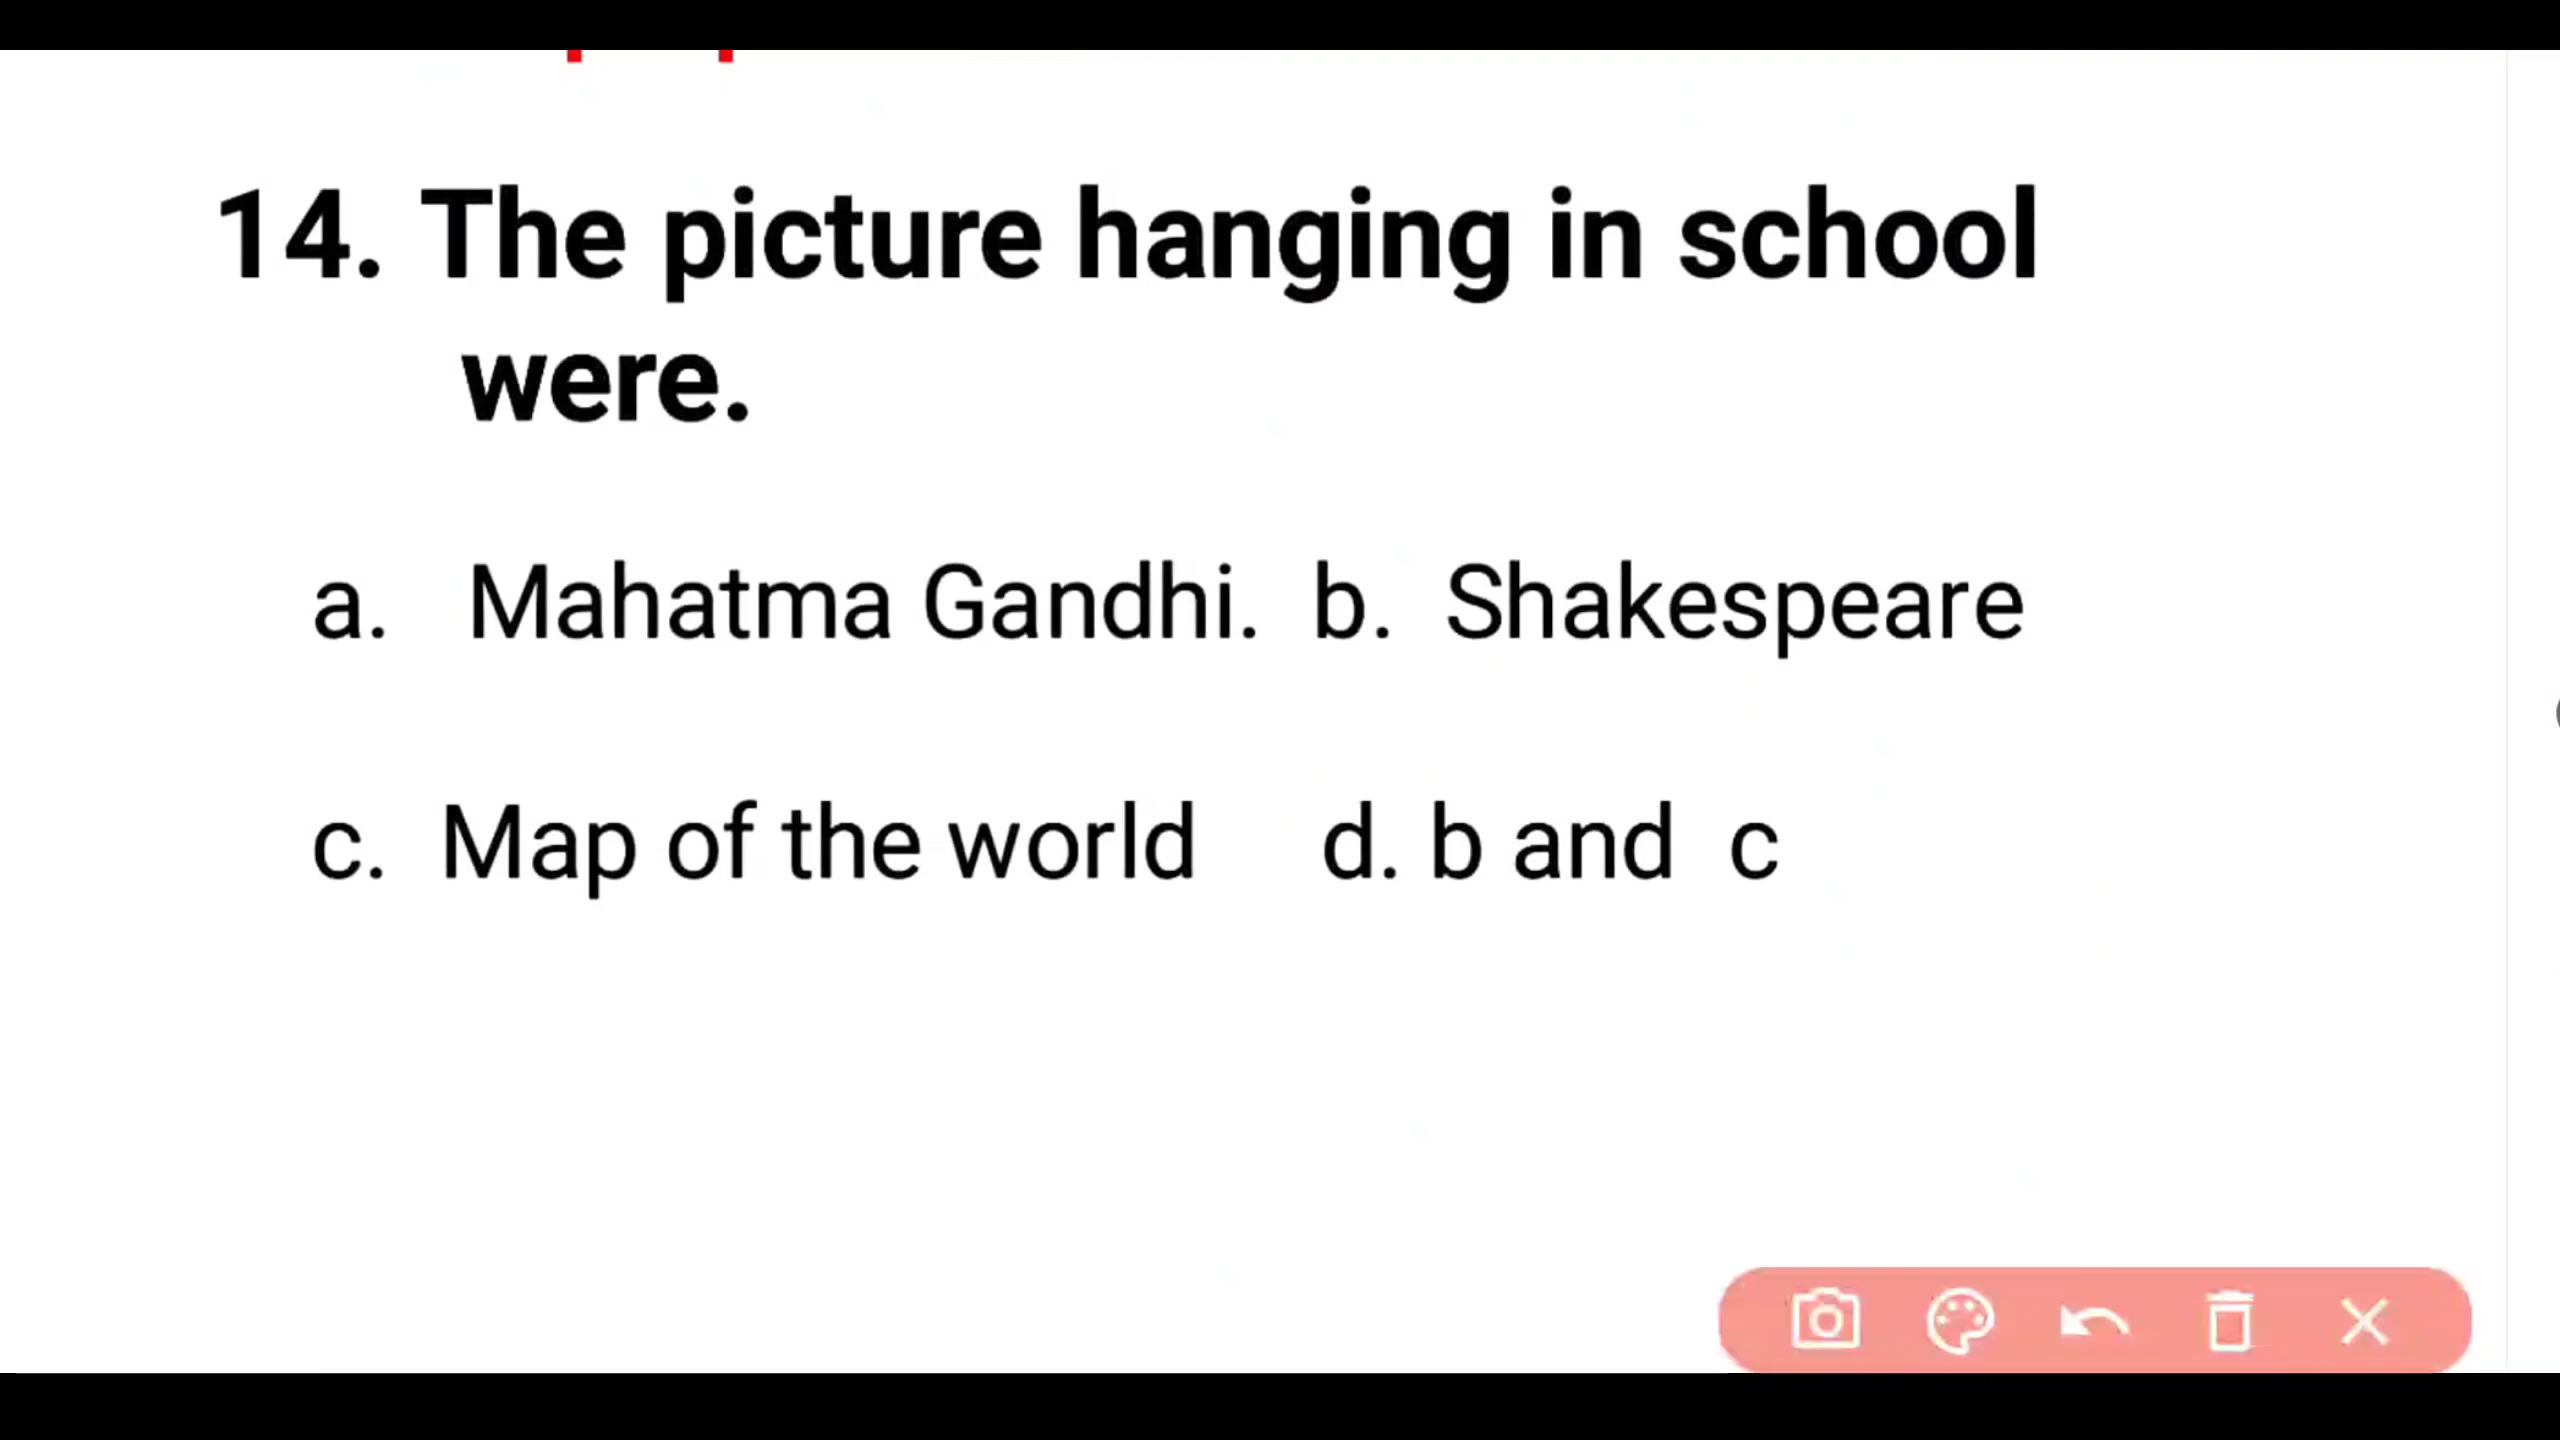 14. The picture hanging in school
were.
a. Mahatma Gandhi. b. Shakespeare
c. Map of the world d. b and c